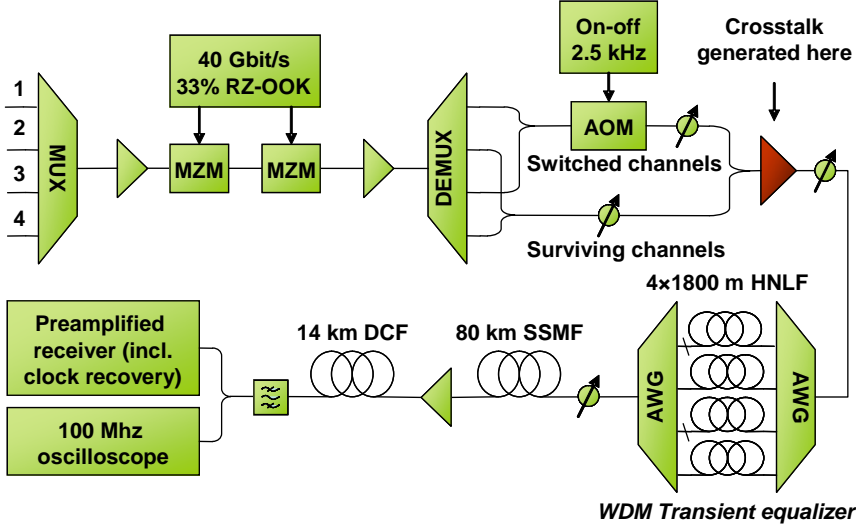 On-off
2.5 kHz
Crosstalk
generated here
40 Gbit/s
33% RZ-OOK
1
2
3
4
MUX
MZM
MZM
DEMUX
AOM
Switched channels
Surviving channels
4×1800 m HNLF
Preamplified
receiver (incl.
clock recovery)
14 km DCF
80 km SSMF
AWG
AWG
100 Mhz
oscilloscope
WDM Transient equalizer